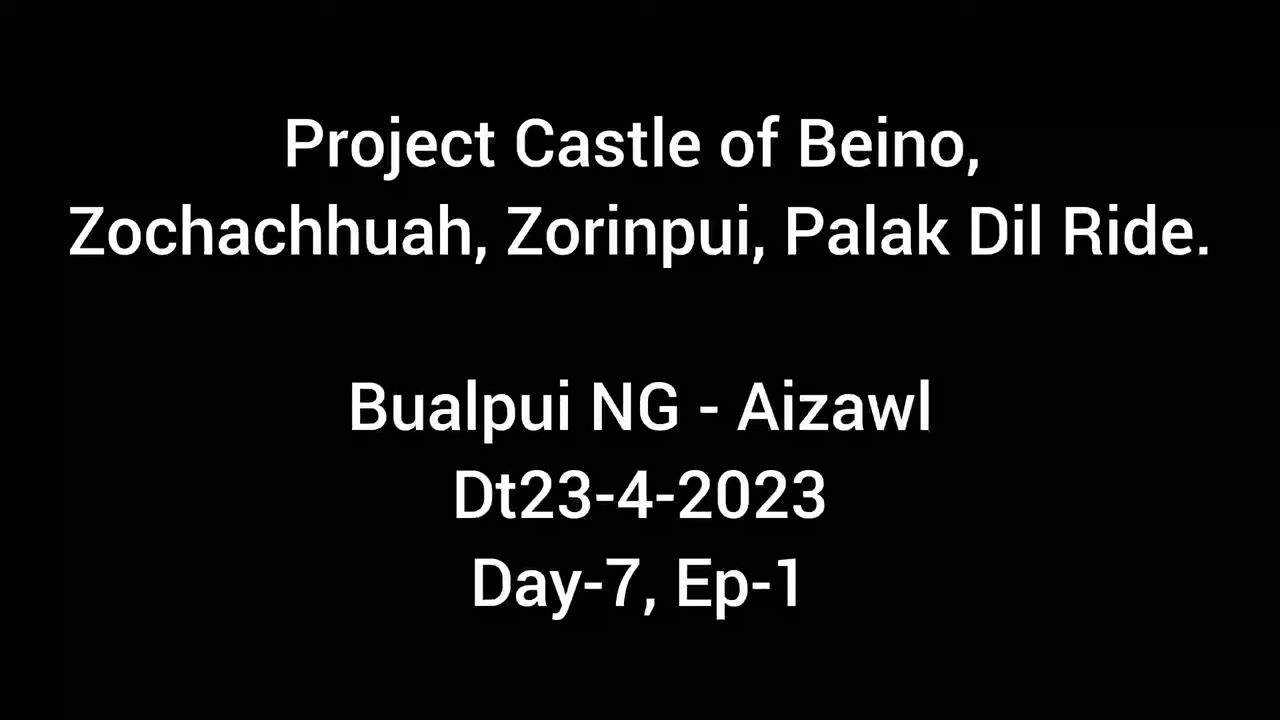 Project Castle of Beino,
Zochachhuah, Zorinpui, Palak Dil Ride.
Bualpui NG - Aizawl
Dt23-4-2023
Day-7, Ep-1